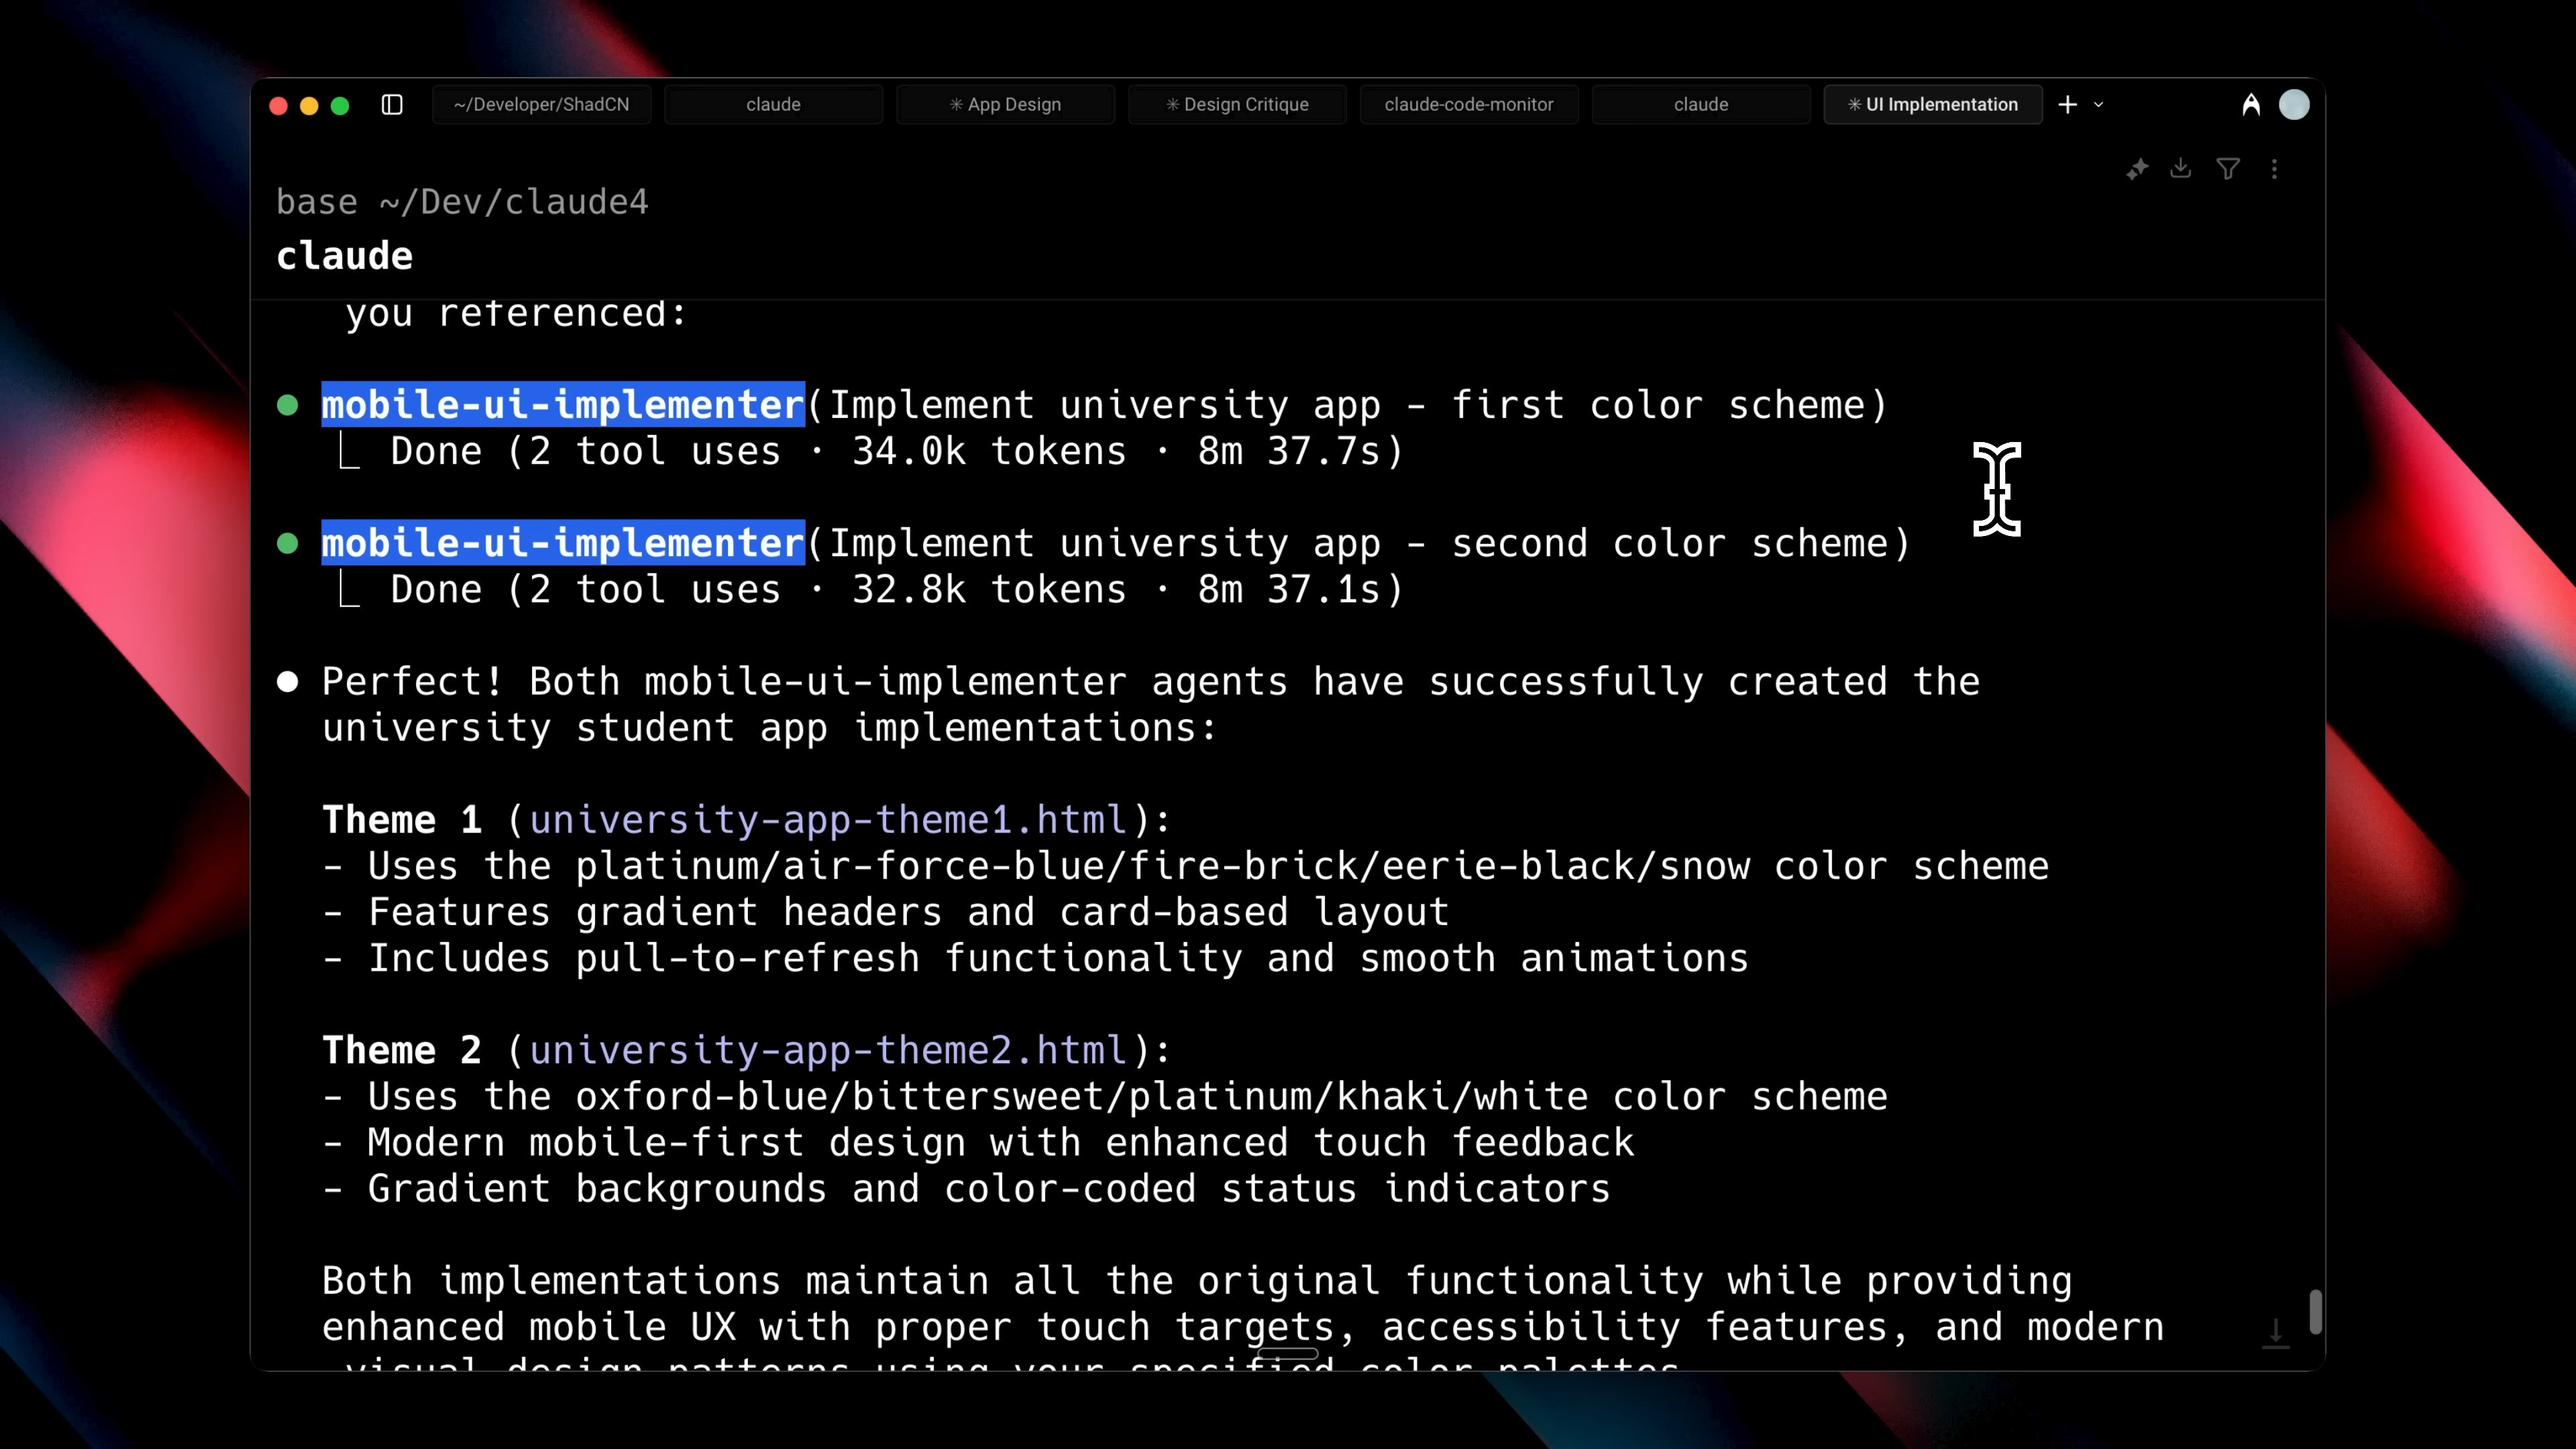 ~/Developer/ShadCN
claude
✳ App Design
✳ Design Critique
claude-code-monitor
claude
✳ UI Implementation
base ~/Dev/claude4
claude
you referenced:
mobile-ui-implementer(Implement university app - first color scheme)
Done (2 tool uses · 34.0k tokens · 8m 37.7s)
mobile-ui-implementer(Implement university app - second color scheme)
Done (2 tool uses · 32.8k tokens · 8m 37.1s)
Perfect! Both mobile-ui-implementer agents have successfully created the
university student app implementations:
Theme 1 (university-app-theme1.html):
- Uses the platinum/air-force-blue/fire-brick/eerie-black/snow color scheme
- Features gradient headers and card-based layout
- Includes pull-to-refresh functionality and smooth animations
Theme 2 (university-app-theme2.html):
- Uses the oxford-blue/bittersweet/platinum/khaki/white color scheme
- Modern mobile-first design with enhanced touch feedback
- Gradient backgrounds and color-coded status indicators
Both implementations maintain all the original functionality while providing
enhanced mobile UX with proper touch targets, accessibility features, and modern
visual design patterns using your specified color palettes